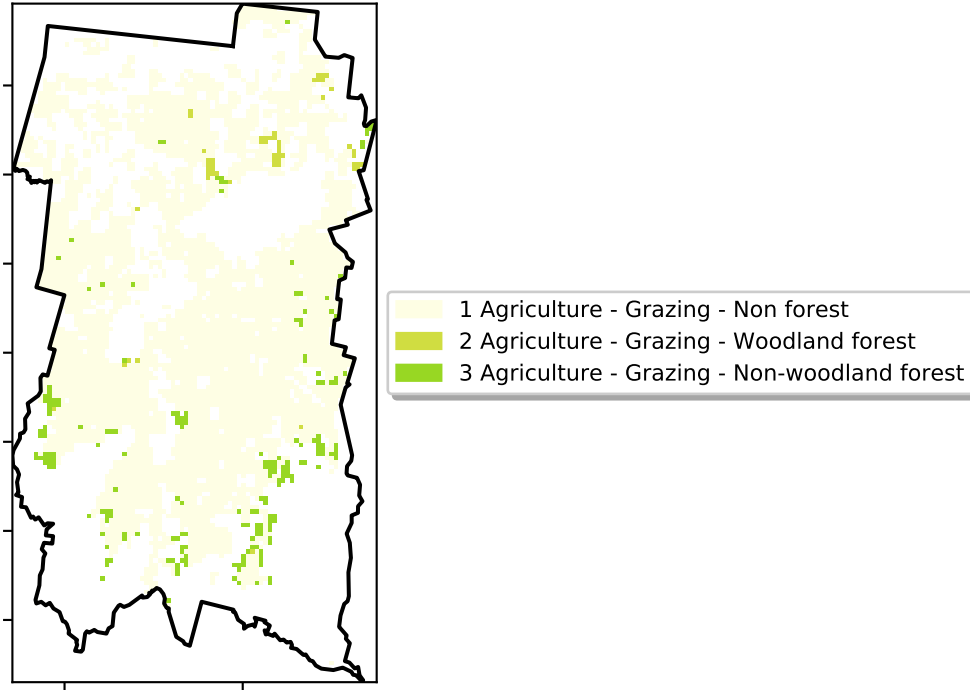 1 Agriculture - Grazing - Non forest
2 Agriculture - Grazing - Woodland forest
3 Agriculture - Grazing - Non-woodland forest